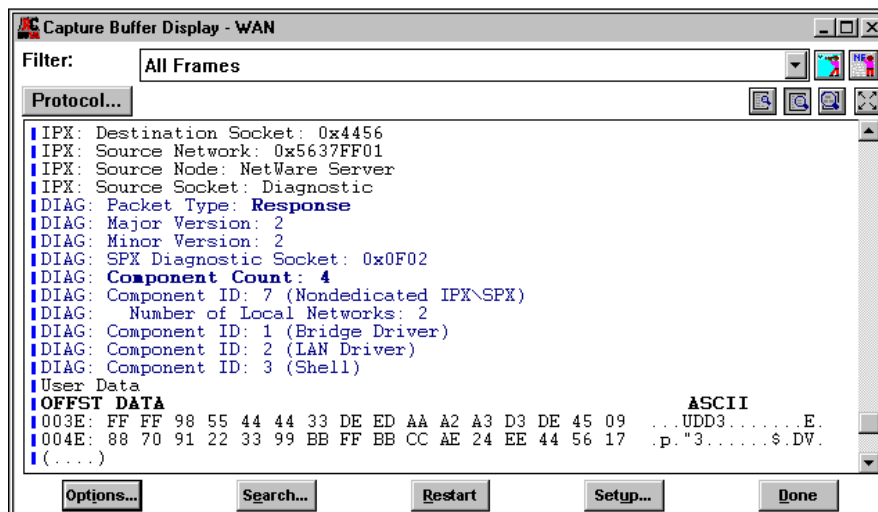 Capture Buffer Display - WAN
Filter:
All Frames
Protocol...
IPX: Destination Socket: 0x4456
IPX: Source Network: 0x5637FF01
IPX: Source Node: NetWare Server
IPX: Source Socket: Diagnostic
DIAG: Packet Type: Response
DIAG: Major Version: 2
DIAG: Minor Version: 2
DIAG: SPX Diagnostic Socket: 0x0F02
DIAG: Component Count: 4
DIAG: Component ID: 7 (Nondedicated IPX\SPX)
DIAG:   Number of Local Networks: 2
DIAG: Component ID: 1 (Bridge Driver)
DIAG: Component ID: 2 (LAN Driver)
DIAG: Component ID: 3 (Shell)
User Data
OFFST DATA ASCII
003E: FF FF 98 55 44 44 33 DE ED AA A2 A3 D3 DE 45 09 ...UDD3.......E.
004E: 88 70 91 22 33 99 BB FF BB CC AE 24 EE 44 56 17 .p."3......$.DV.
(....)
Options... Search... Restart Setup... Done